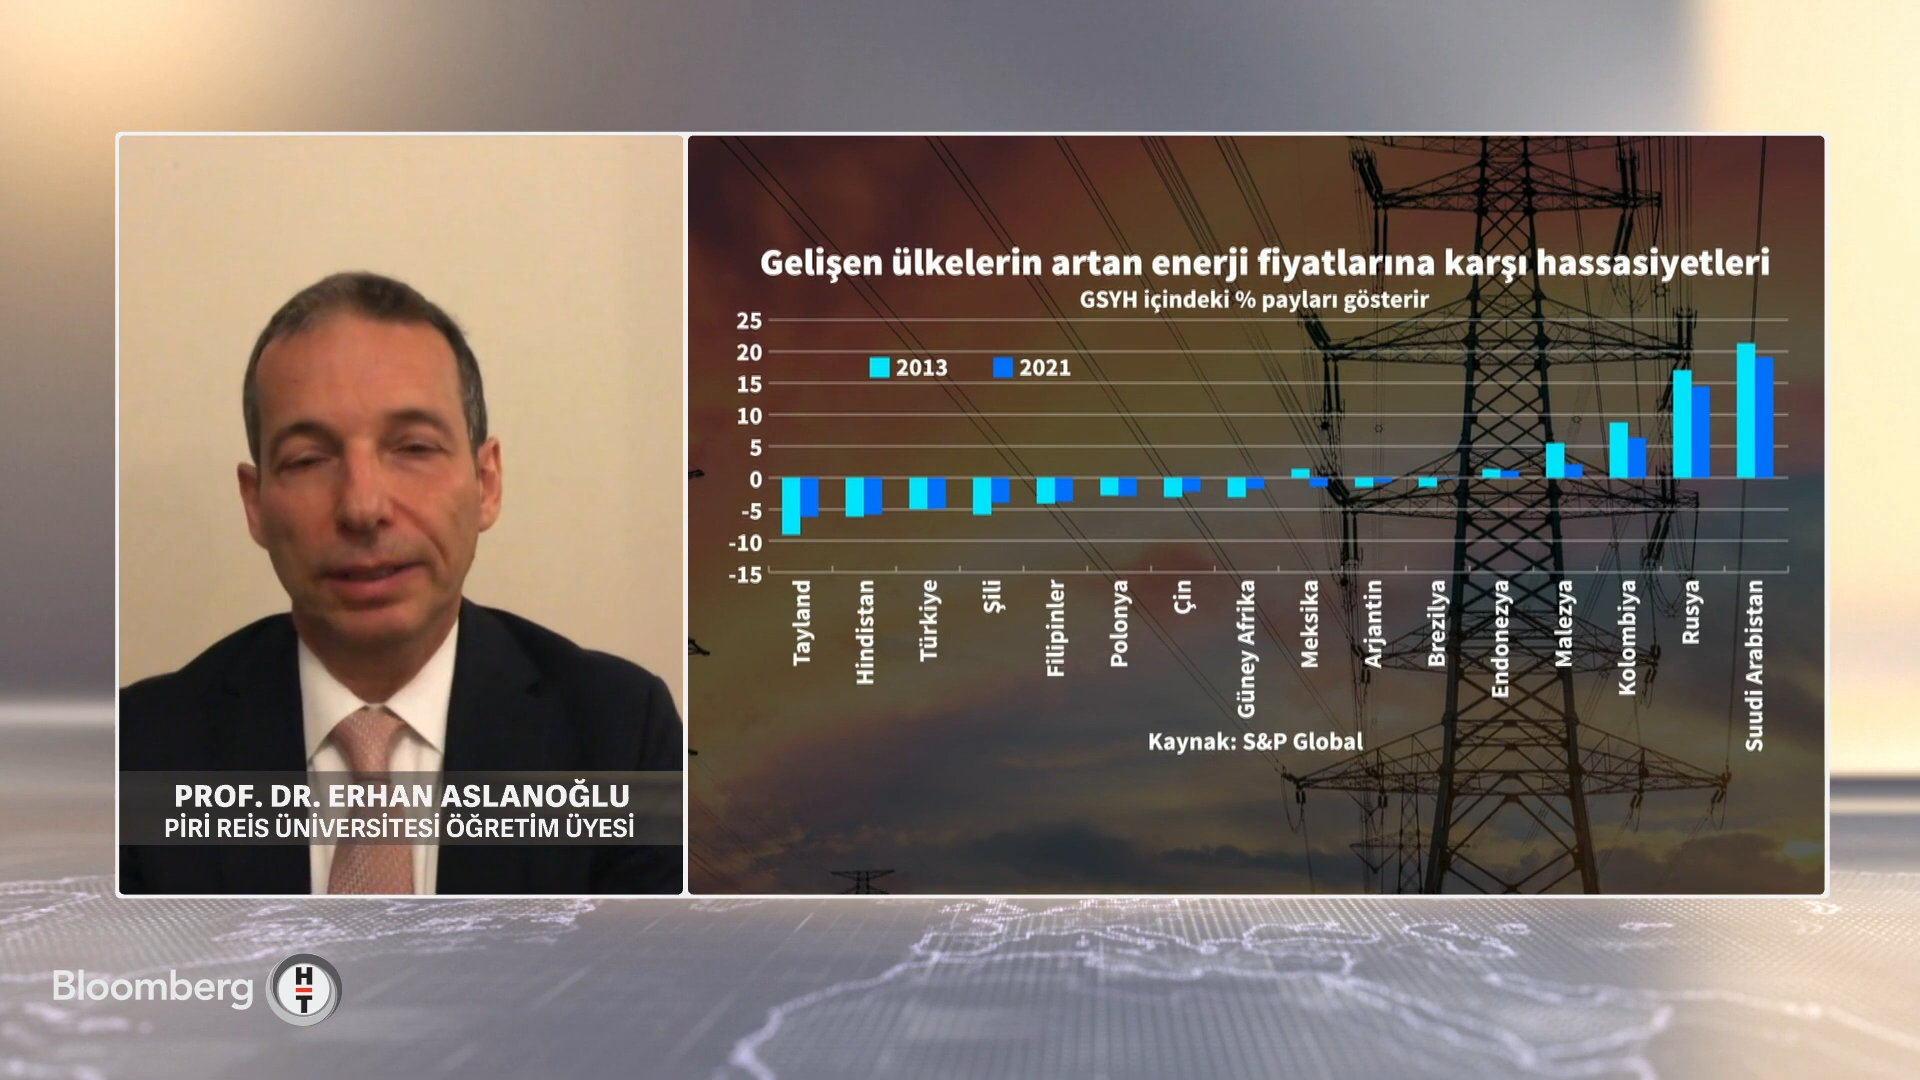 Gelişen ülkelerin artan enerji fiyatlarına karşı hassasiyetleri
GSYH içindeki % payları gösterir
2013 2021
25
20
15
10
5
0
-5
-10
-15
Tayland
Hindistan
Türkiye
Şili
Filipinler
Polonya
Çin
Güney Afrika
Meksika
Arjantin
Brezilya
Endonezya
Malezya
Kolombiya
Rusya
Suudi Arabistan
Kaynak: S&P Global
PROF. DR. ERHAN ASLANOĞLU
PİRİ REİS ÜNİVERSİTESİ ÖĞRETİM ÜYESİ
Bloomberg HT